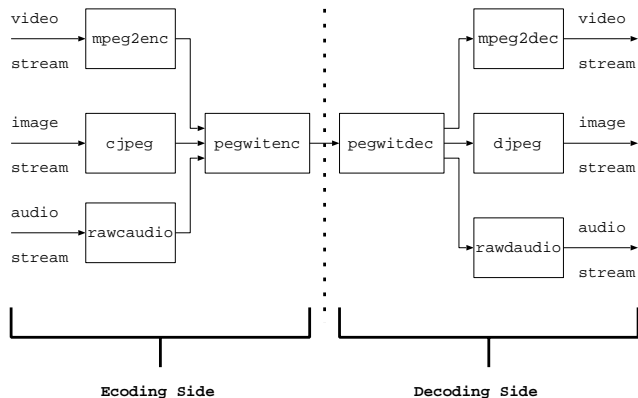 video
stream
mpeg2enc
image
stream
cjpeg
audio
stream
rawcaudio
pegwitenc
pegwitdec
mpeg2dec
video
stream
djpeg
image
stream
rawdaudio
audio
stream
Ecoding Side
Decoding Side